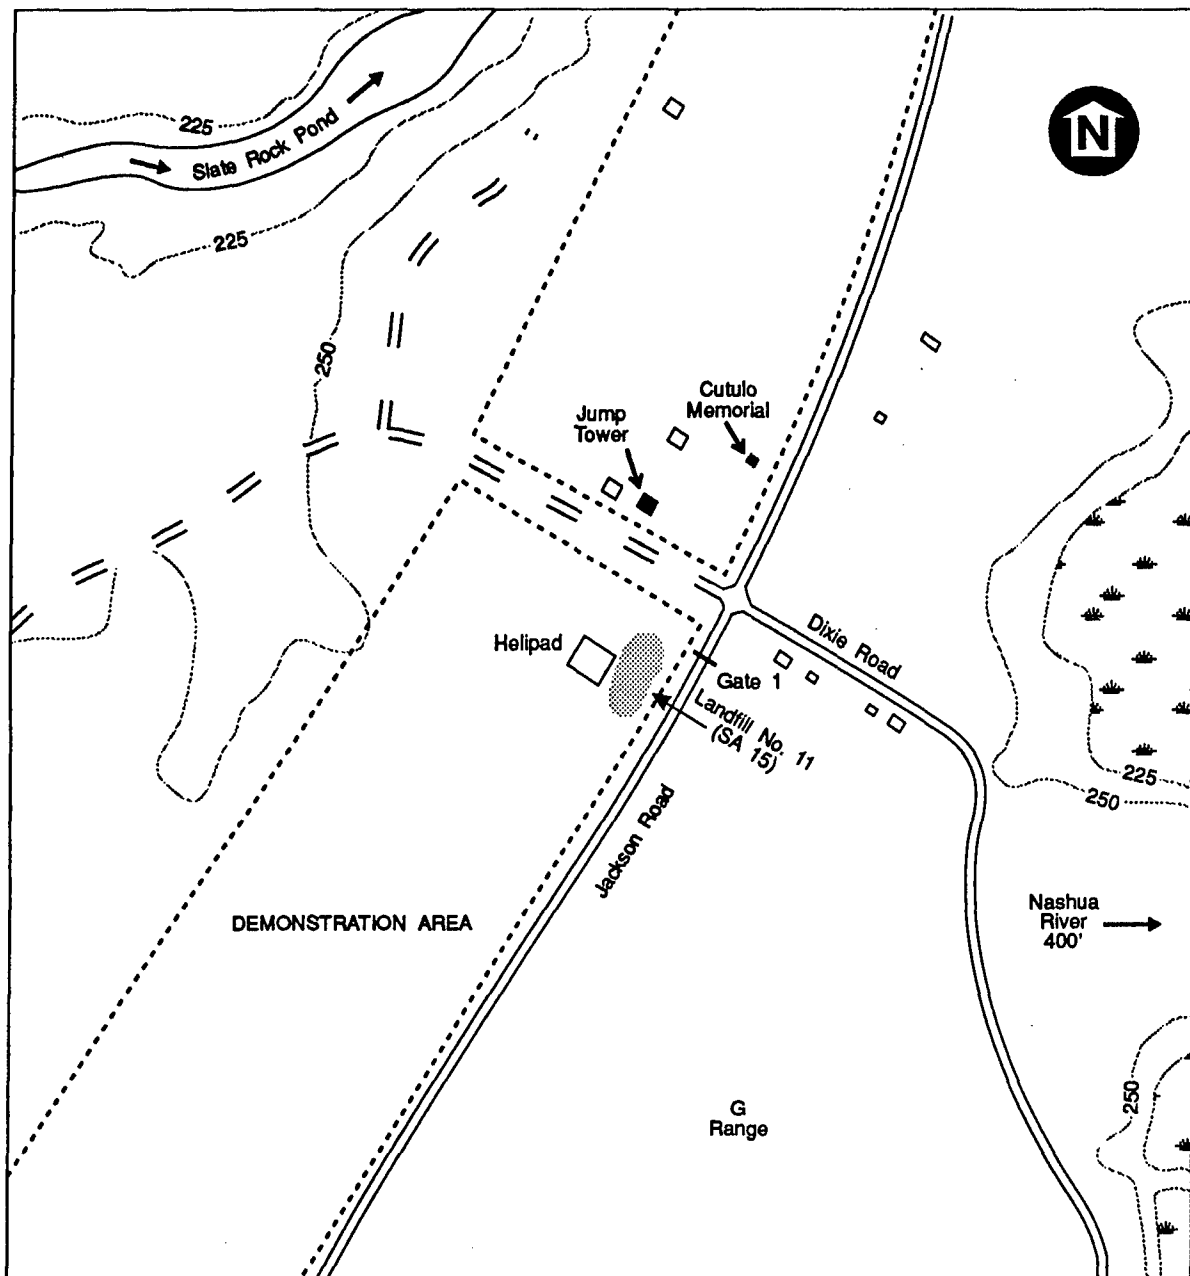 225
Slate Rock Pond
N
225
250
Cutulo
Memorial
Jump
Tower
Helipad
Dixie Road
Gate 1
Landfill No. 11
(SA 15)
225
250
Jackson Road
DEMONSTRATION AREA
Nashua
River
400'
250
G
Range